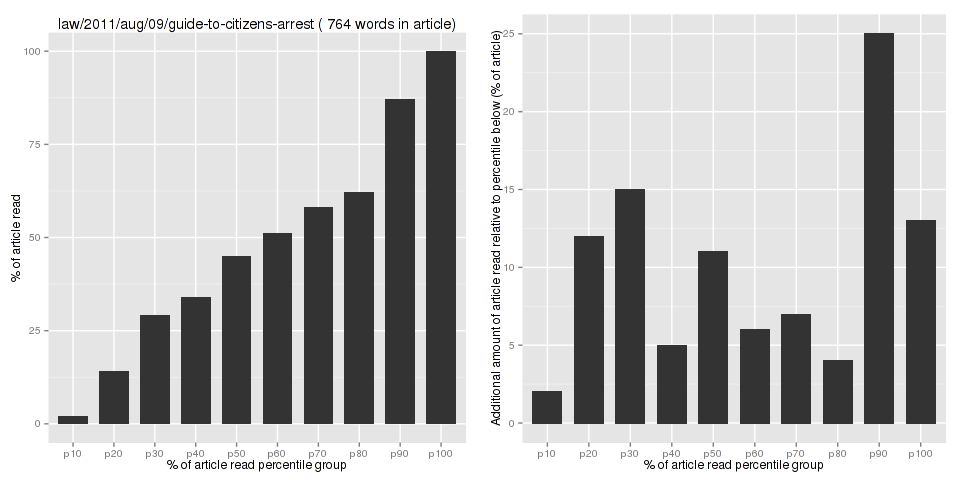 law/2011/aug/09/guide-to-citizens-arrest ( 764 words in article)
% of article read
100
75
50
25
0
p10 p20 p30 p40 p50 p60 p70 p80 p90 p100
% of article read percentile group
Additional amount of article read relative to percentile below (% of article)
25
20
15
10
5
0
p10 p20 p30 p40 p50 p60 p70 p80 p90 p100
% of article read percentile group